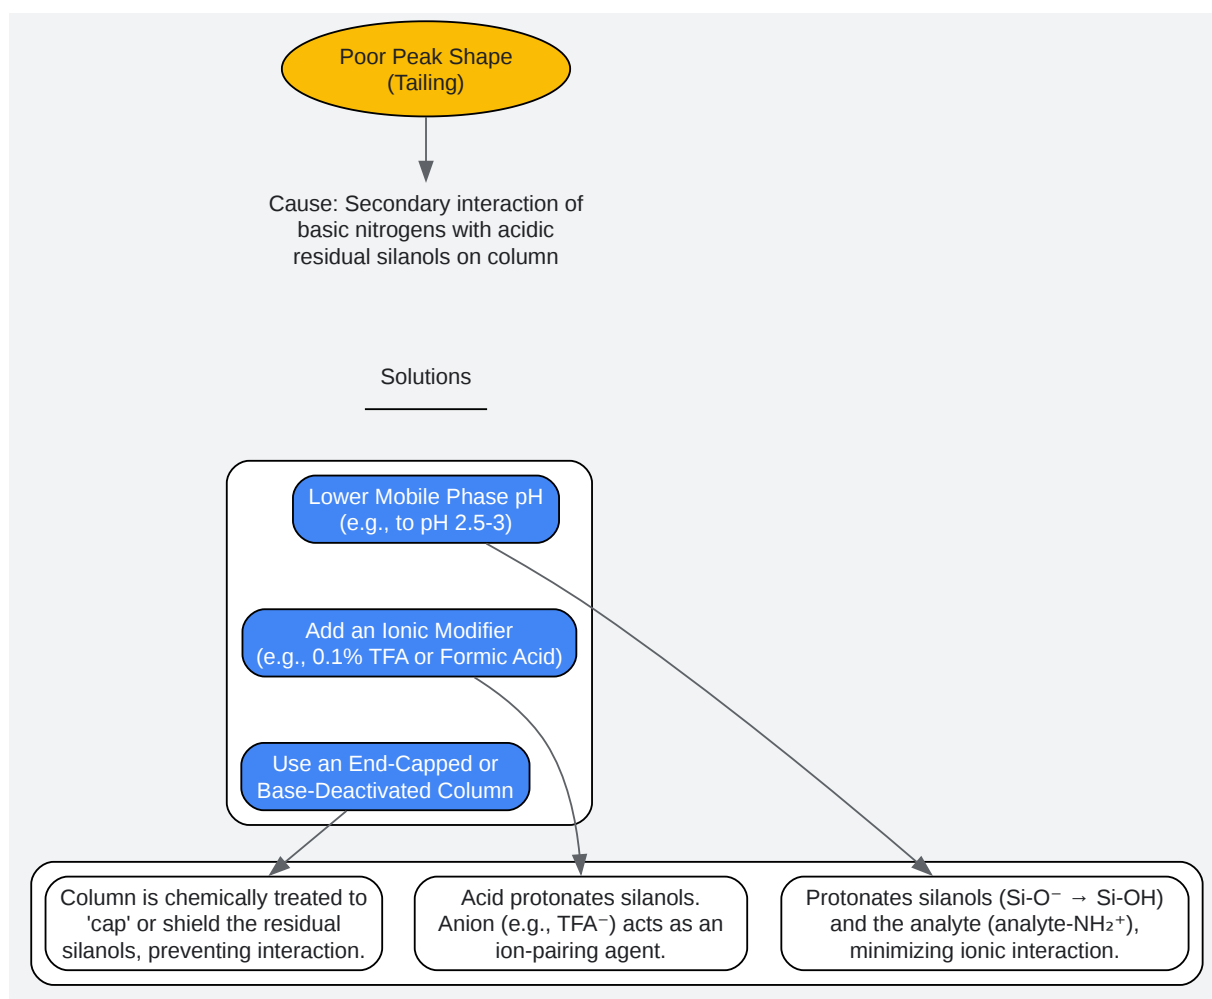 Poor Peak Shape
(Tailing)
Cause: Secondary interaction of
basic nitrogens with acidic
residual silanols on column
Solutions
Lower Mobile Phase pH
(e.g., to pH 2.5-3)
Add an Ionic Modifier
(e.g., 0.1% TFA or Formic Acid)
Use an End-Capped or
Base-Deactivated Column
Column is chemically treated to
'cap' or shield the residual
silanols, preventing interaction.
Acid protonates silanols.
Anion (e.g., TFA⁻) acts as an
ion-pairing agent.
Protonates silanols (Si-O⁻ → Si-OH)
and the analyte (analyte-NH₂⁺),
minimizing ionic interaction.